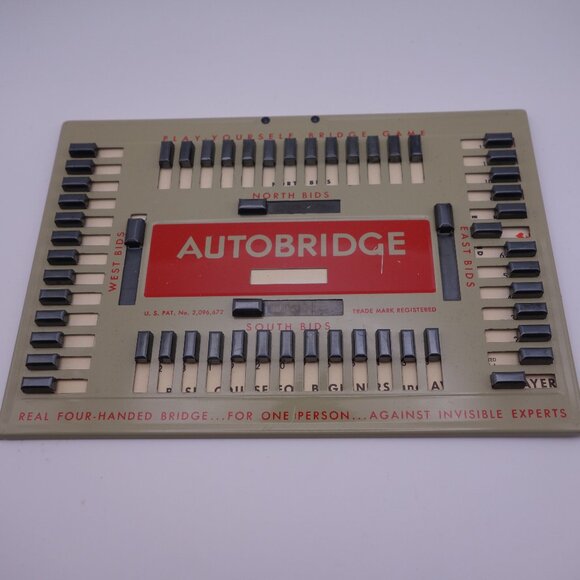 PLAY YOURSELF BRIDGE GAME
NORTH BIDS
WEST BIDS
EAST BIDS
AUTOBRIDGE
U. S. PAT. No. 2,096,672
TRADE MARK REGISTERED
SOUTH BIDS
AYER
REAL FOUR-HANDED BRIDGE...FOR ONE PERSON...AGAINST INVISIBLE EXPERTS